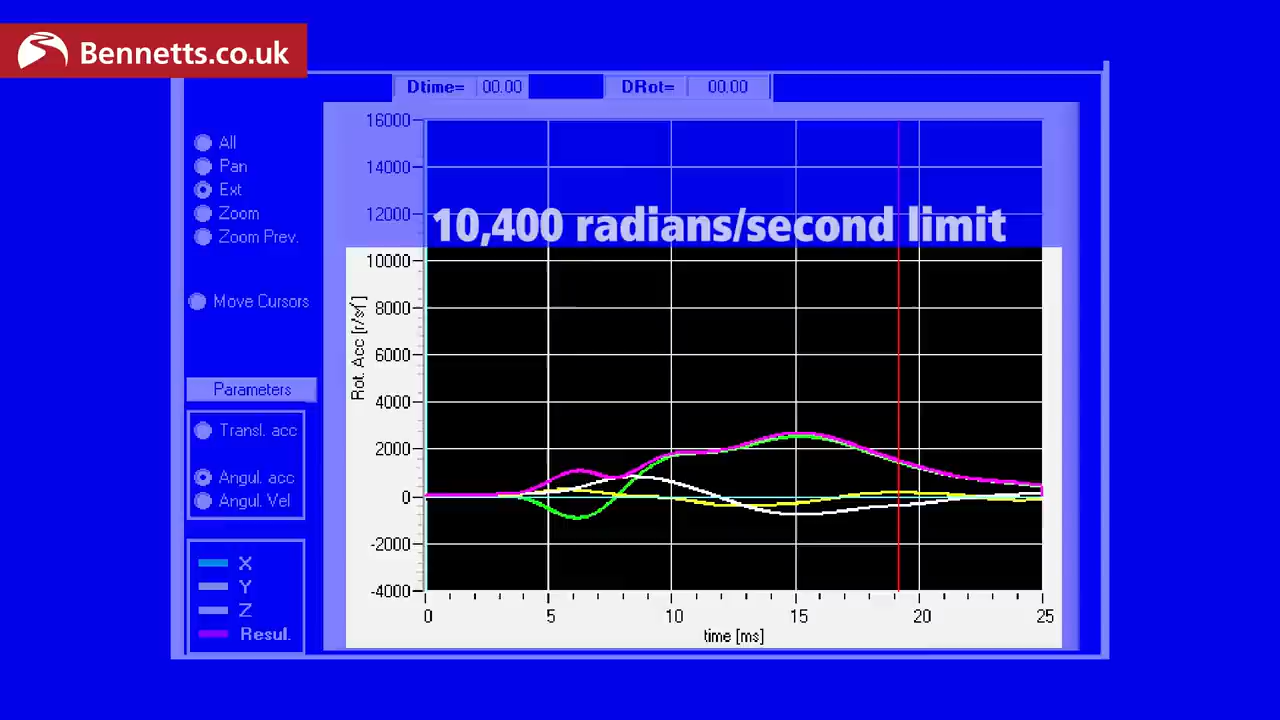 Bennetts.co.uk
Dtime= 00.00 DRot= 00.00
All
Pan
Ext
Zoom
Zoom Prev.
Move Cursors
Parameters
Transl. acc
Angul. acc
Angul. Vel
X
Y
Z
Resul.
10,400 radians/second limit
16000
14000
12000
10000
8000
6000
4000
2000
0
-2000
-4000
Rot. Acc
0 5 10 15 20 25
time [ms]